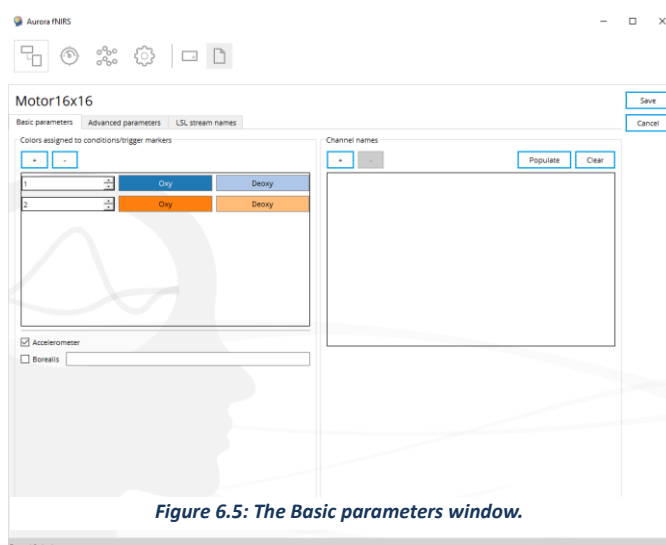 Aurora fNIRS
Motor16x16
Save
Basic parameters Advanced parameters LSL stream names
Cancel
Colors assigned to conditions/trigger markers
Channel names
+ -
+ - Populate Clear
1 Oxy Deoxy
2 Oxy Deoxy
Accelerometer
Borealis
Figure 6.5: The Basic parameters window.